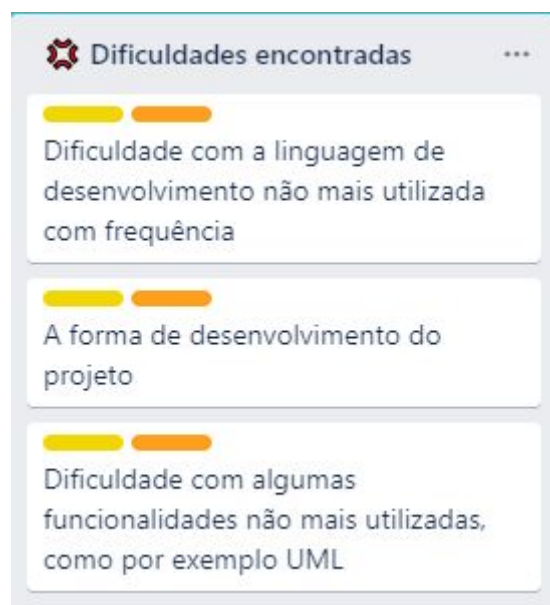 Dificuldades encontradas
Dificuldade com a linguagem de
desenvolvimento não mais utilizada
com frequência
A forma de desenvolvimento do
projeto
Dificuldade com algumas
funcionalidades não mais utilizadas,
como por exemplo UML